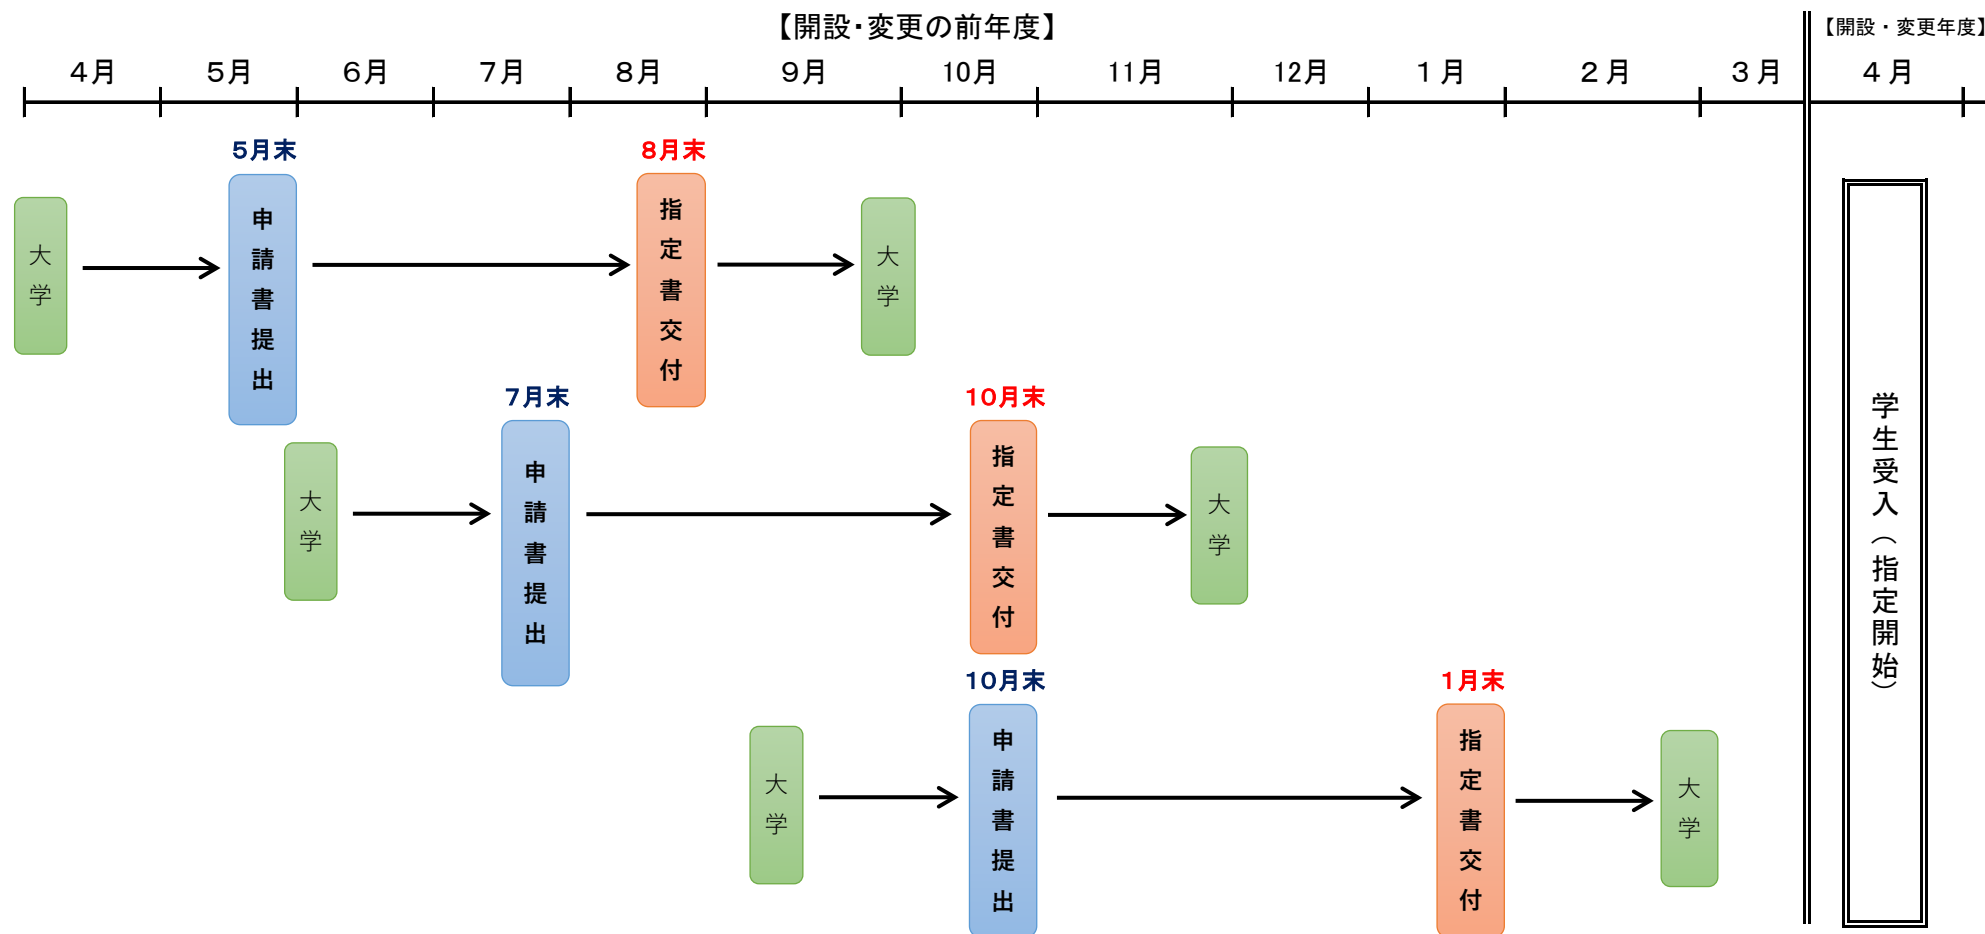 【開設・変更の前年度】
【開設・変更年度】
4月 5月 6月 7月 8月 9月 10月 11月 12月 1月 2月 3月 4月
5月末
8月末
大学
申請書提出
指定書交付
大学
7月末
10月末
大学
申請書提出
指定書交付
大学
10月末
1月末
大学
申請書提出
指定書交付
大学
学生受入（指定開始）